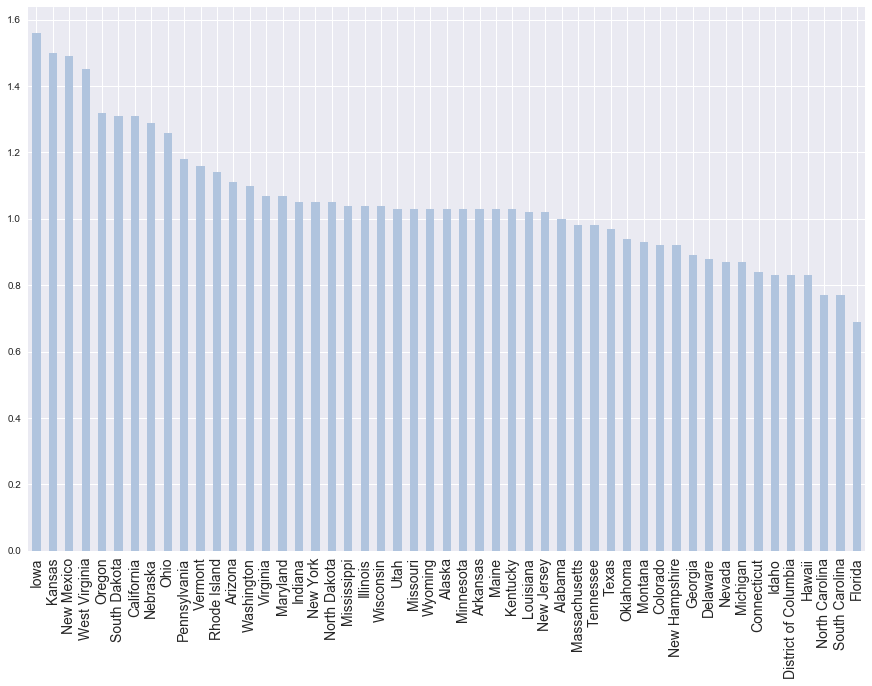 1.6
1.4
1.2
1.0
0.8
0.6
0.4
0.2
0.0
Iowa
Kansas
New Mexico
West Virginia
Oregon
South Dakota
California
Nebraska
Ohio
Pennsylvania
Vermont
Rhode Island
Arizona
Washington
Virginia
Maryland
Indiana
New York
North Dakota
Mississippi
Illinois
Wisconsin
Utah
Missouri
Wyoming
Alaska
Minnesota
Arkansas
Maine
Kentucky
Louisiana
New Jersey
Alabama
Massachusetts
Tennessee
Texas
Oklahoma
Montana
Colorado
New Hampshire
Georgia
Delaware
Nevada
Michigan
Connecticut
Idaho
District of Columbia
Hawaii
North Carolina
South Carolina
Florida